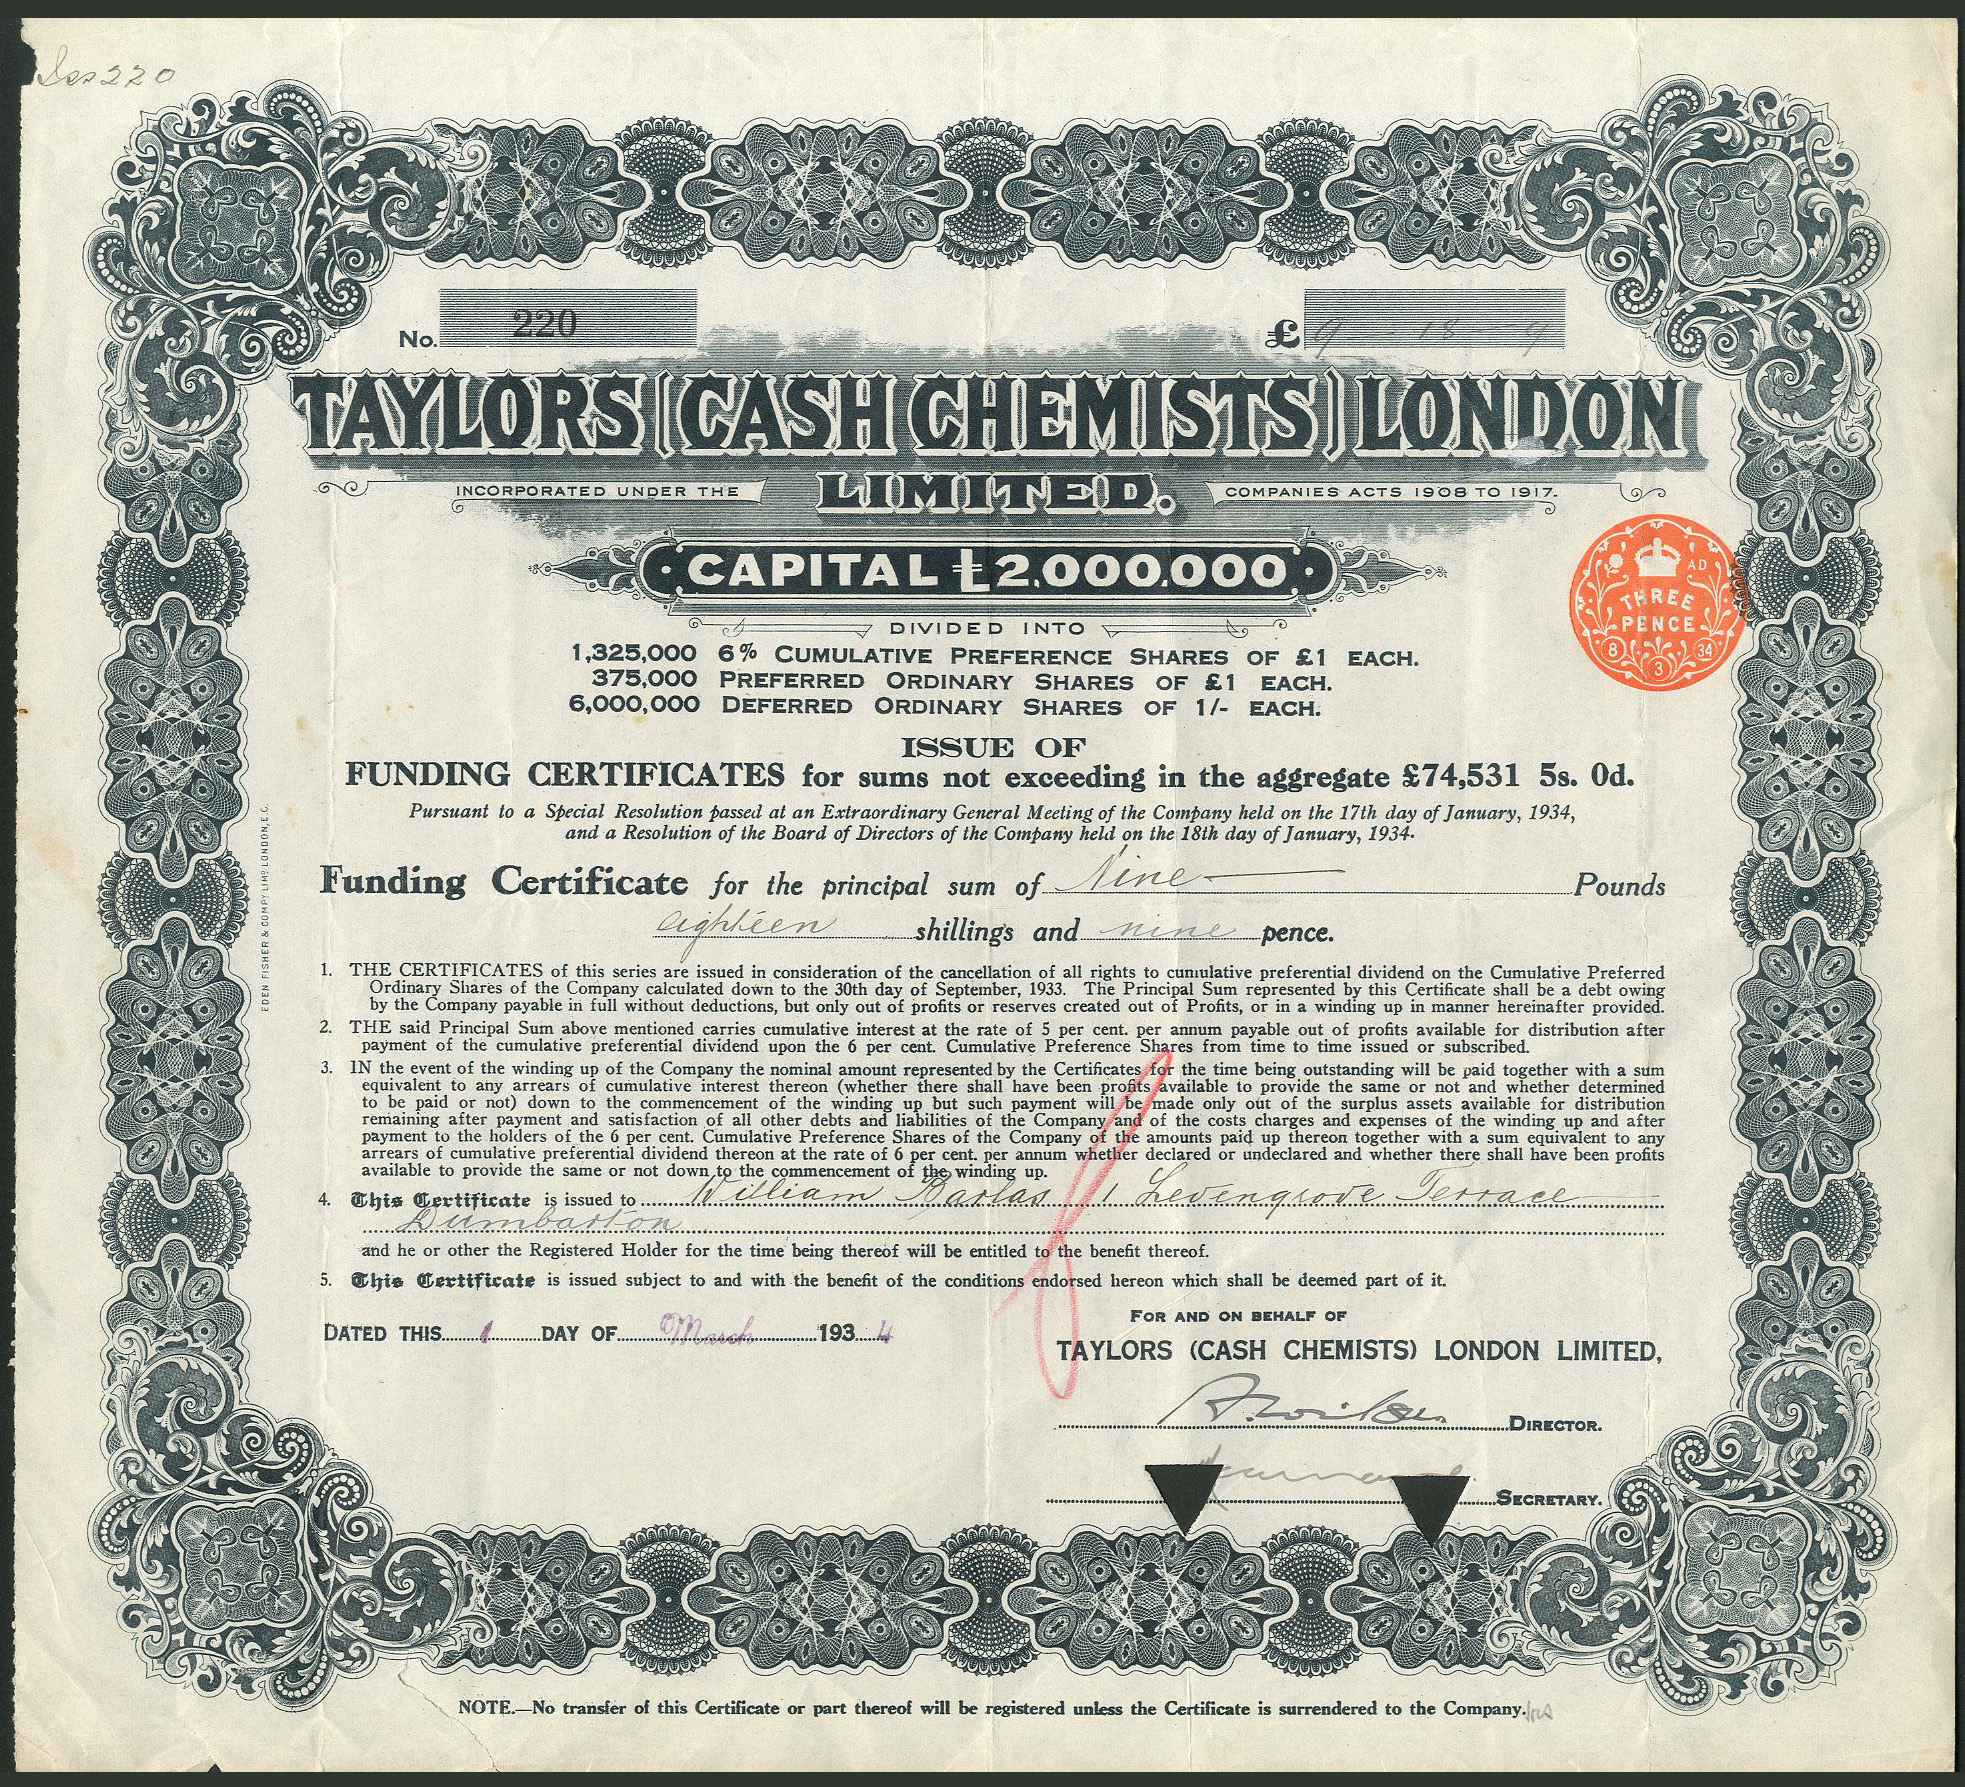 220
No. 220
£ 9 - 18 - 9
TAYLORS (CASH CHEMISTS) LONDON
LIMITED.
INCORPORATED UNDER THE COMPANIES ACTS 1908 TO 1917.
CAPITAL £2,000,000
DIVIDED INTO
1,325,000 6% CUMULATIVE PREFERENCE SHARES OF £1 EACH.
375,000 PREFERRED ORDINARY SHARES OF £1 EACH.
6,000,000 DEFERRED ORDINARY SHARES OF 1/- EACH.
AD
THREE
PENCE
8 3 34
ISSUE OF
FUNDING CERTIFICATES for sums not exceeding in the aggregate £74,531 5s. 0d.
Pursuant to a Special Resolution passed at an Extraordinary General Meeting of the Company held on the 17th day of January, 1934,
and a Resolution of the Board of Directors of the Company held on the 18th day of January, 1934.
Funding Certificate for the principal sum of Nine Pounds
eighteen shillings and nine pence.
1. THE CERTIFICATES of this series are issued in consideration of the cancellation of all rights to cumulative preferential dividend on the Cumulative Preferred
Ordinary Shares of the Company calculated down to the 30th day of September, 1933. The Principal Sum represented by this Certificate shall be a debt owing
by the Company payable in full without deductions, but only out of profits or reserves created out of Profits, or in a winding up in manner hereinafter provided.
2. THE said Principal Sum above mentioned carries cumulative interest at the rate of 5 per cent. per annum payable out of profits available for distribution after
payment of the cumulative preferential dividend upon the 6 per cent. Cumulative Preference Shares from time to time issued or subscribed.
3. IN the event of the winding up of the Company the nominal amount represented by the Certificates for the time being outstanding will be paid together with a sum
equivalent to any arrears of cumulative interest thereon (whether there shall have been profits available to provide the same or not and whether determined
to be paid or not) down to the commencement of the winding up but such payment will be made only out of the surplus assets available for distribution
remaining after payment and satisfaction of all other debts and liabilities of the Company and of the costs charges and expenses of the winding up and after
payment to the holders of the 6 per cent. Cumulative Preference Shares of the Company of the amounts paid up thereon together with a sum equivalent to any
arrears of cumulative preferential dividend thereon at the rate of 6 per cent. per annum whether declared or undeclared and whether there shall have been profits
available to provide the same or not down to the commencement of the winding up.
4. This Certificate is issued to William Barlas 1 Levengrove Terrace
Dumbarton
and he or other the Registered Holder for the time being thereof will be entitled to the benefit thereof.
5. This Certificate is issued subject to and with the benefit of the conditions endorsed hereon which shall be deemed part of it.
DATED THIS 1 DAY OF March 1934
FOR AND ON BEHALF OF
TAYLORS (CASH CHEMISTS) LONDON LIMITED,
DIRECTOR.
SECRETARY.
EDEN FISHER & COMPY. LIMD. LONDON, E.C.
NOTE.—No transfer of this Certificate or part thereof will be registered unless the Certificate is surrendered to the Company.